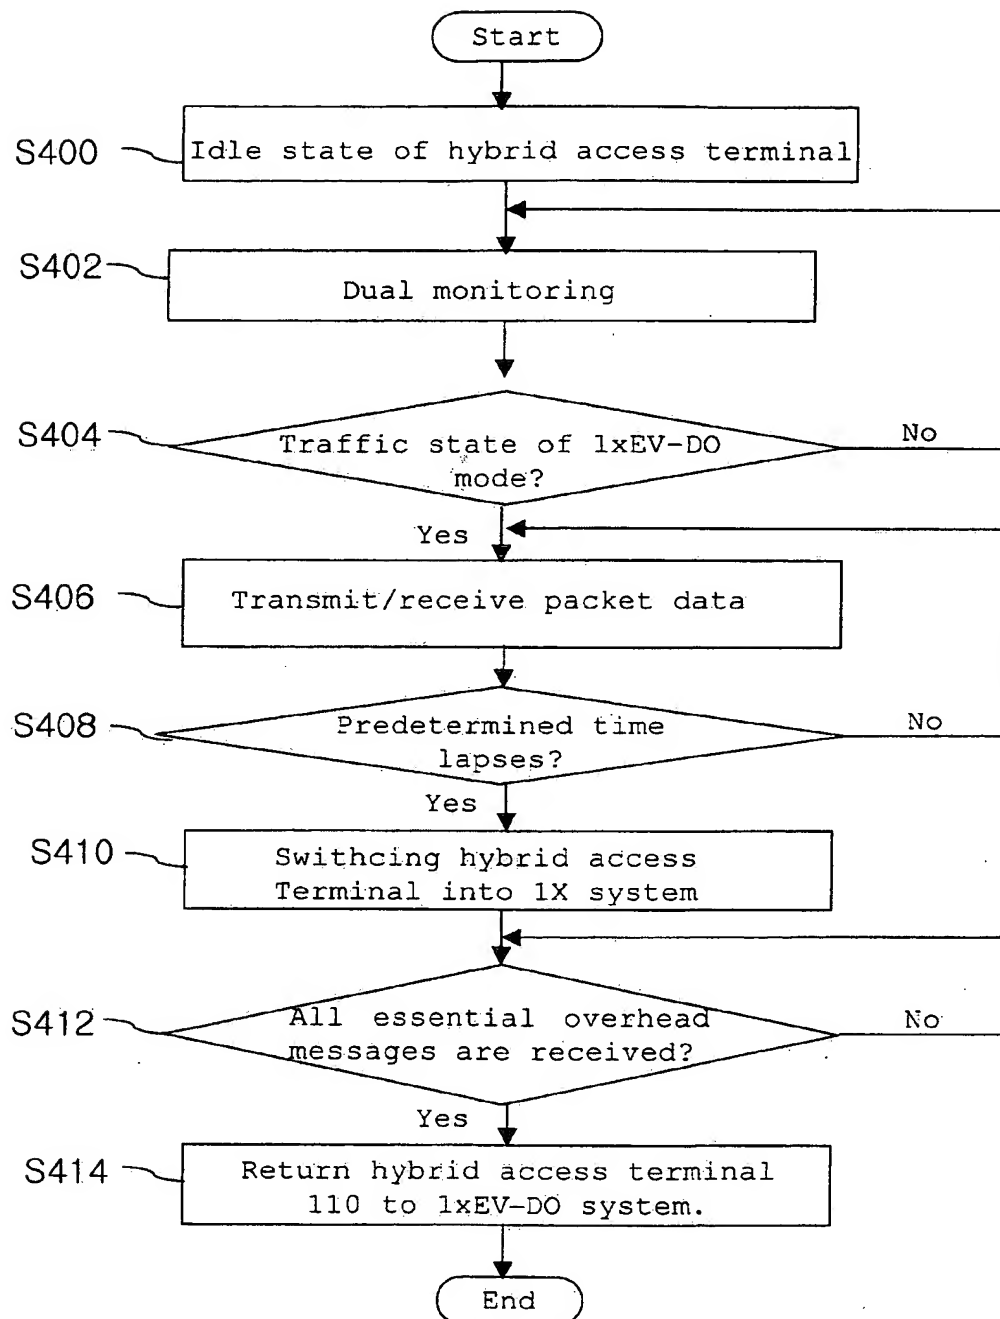 Start
S400
Idle state of hybrid access terminal
S402
Dual monitoring
S404
Traffic state of 1xEV-DO
mode?
No
Yes
S406
Transmit/receive packet data
S408
Predetermined time
lapses?
No
Yes
S410
Swithcing hybrid access
Terminal into 1X system
S412
All essential overhead
messages are received?
No
Yes
S414
Return hybrid access terminal
110 to 1xEV-DO system.
End